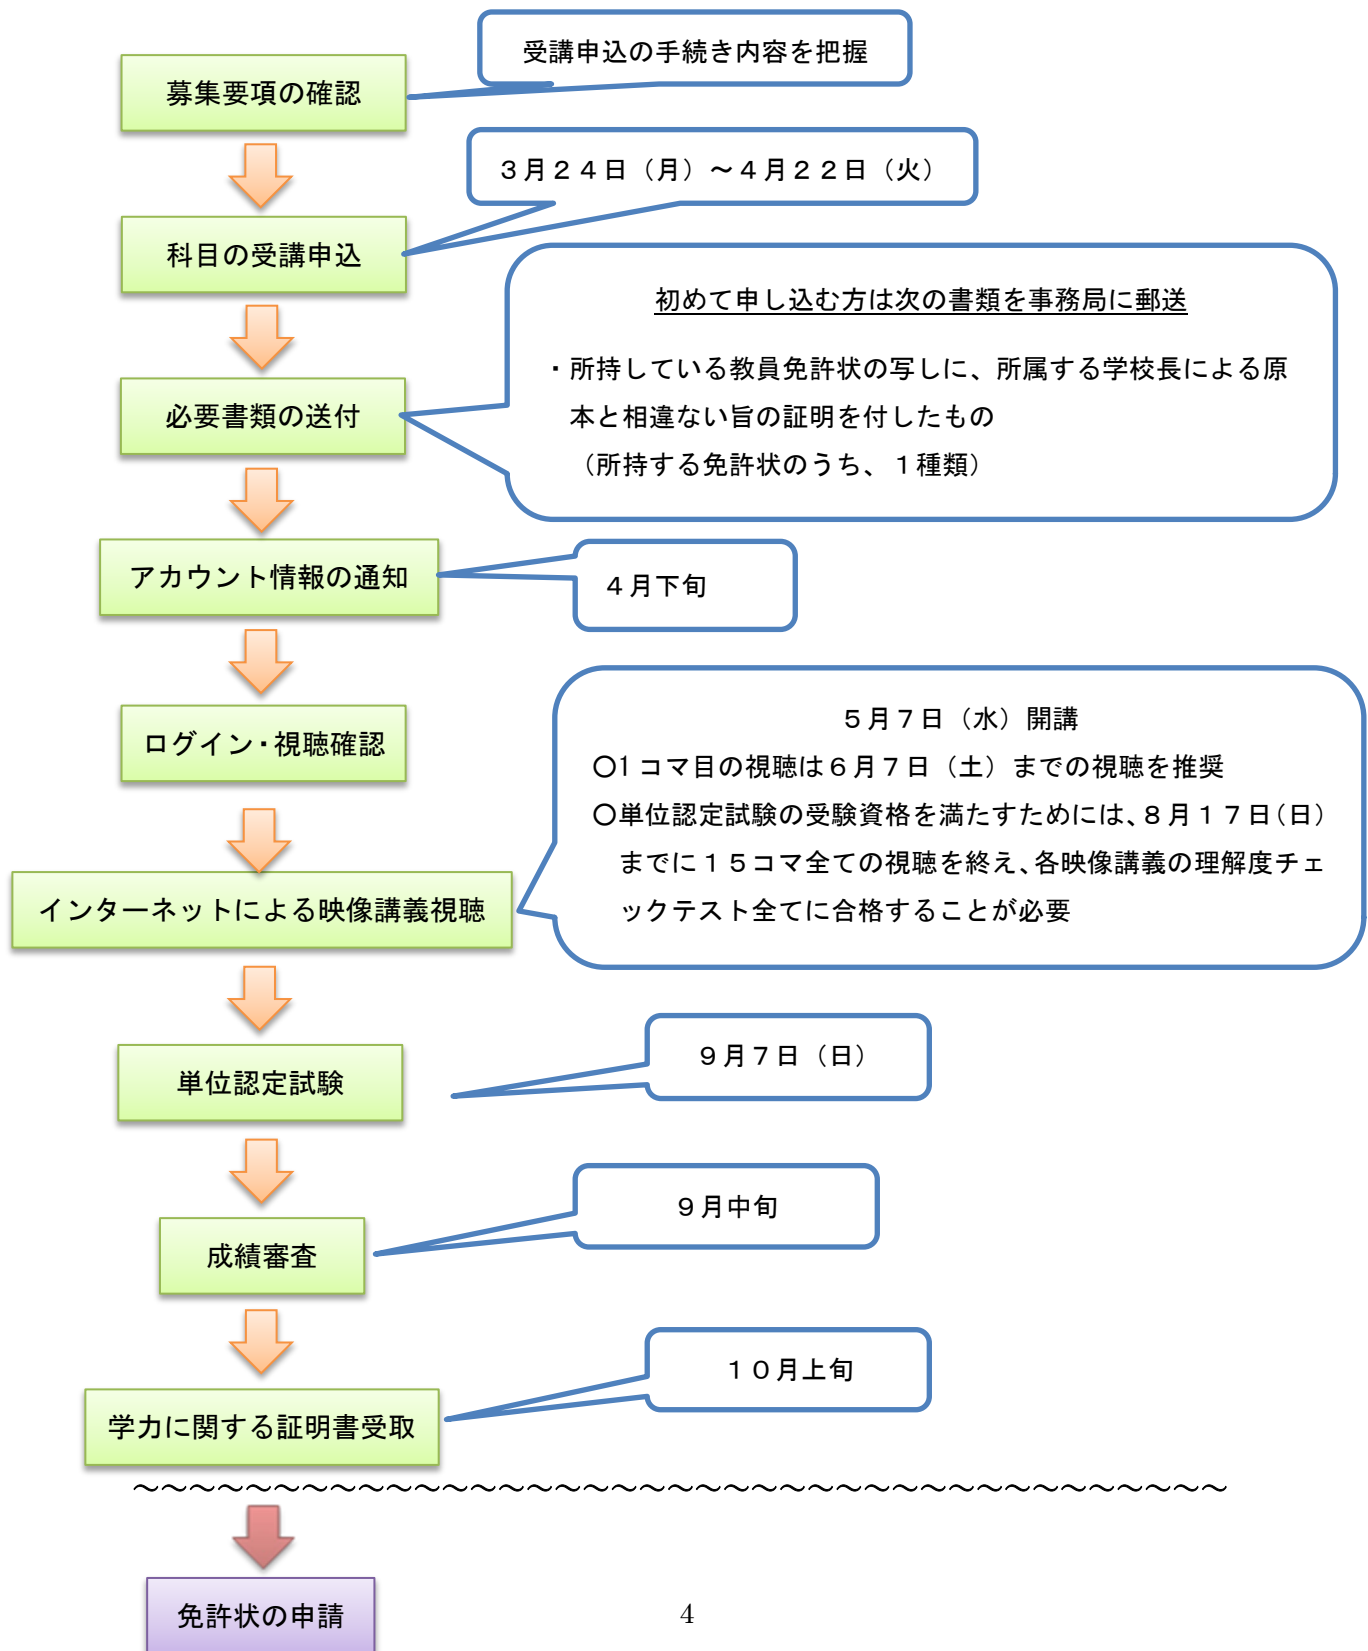 受講申込の手続き内容を把握
募集要項の確認
３月２４日（月）～４月２２日（火）
科目の受講申込
初めて申し込む方は次の書類を事務局に郵送
・所持している教員免許状の写しに、所属する学校長による原
本と相違ない旨の証明を付したもの
（所持する免許状のうち、１種類）
必要書類の送付
アカウント情報の通知
４月下旬
ログイン・視聴確認
５月７日（水）開講
○1コマ目の視聴は６月７日（土）までの視聴を推奨
○単位認定試験の受験資格を満たすためには、８月１７日（日）
までに１５コマ全ての視聴を終え、各映像講義の理解度チェ
ックテスト全てに合格することが必要
インターネットによる映像講義視聴
９月７日（日）
単位認定試験
９月中旬
成績審査
１０月上旬
学力に関する証明書受取
～～～～～～～～～～～～～～～～～～～～～～～～～～～～～～～～～～～～～～～
免許状の申請
4